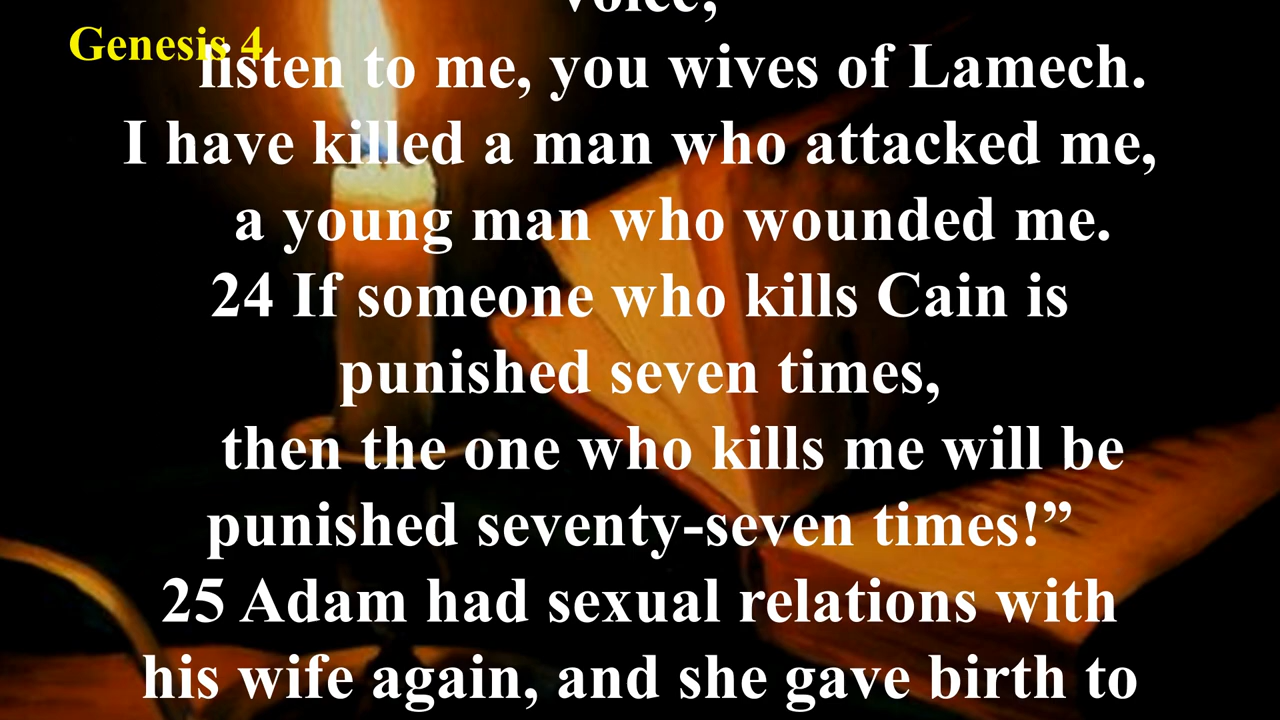 voice,
Genesis 4
listen to me, you wives of Lamech.
I have killed a man who attacked me,
a young man who wounded me.
24 If someone who kills Cain is
punished seven times,
then the one who kills me will be
punished seventy-seven times!”
25 Adam had sexual relations with
his wife again, and she gave birth to